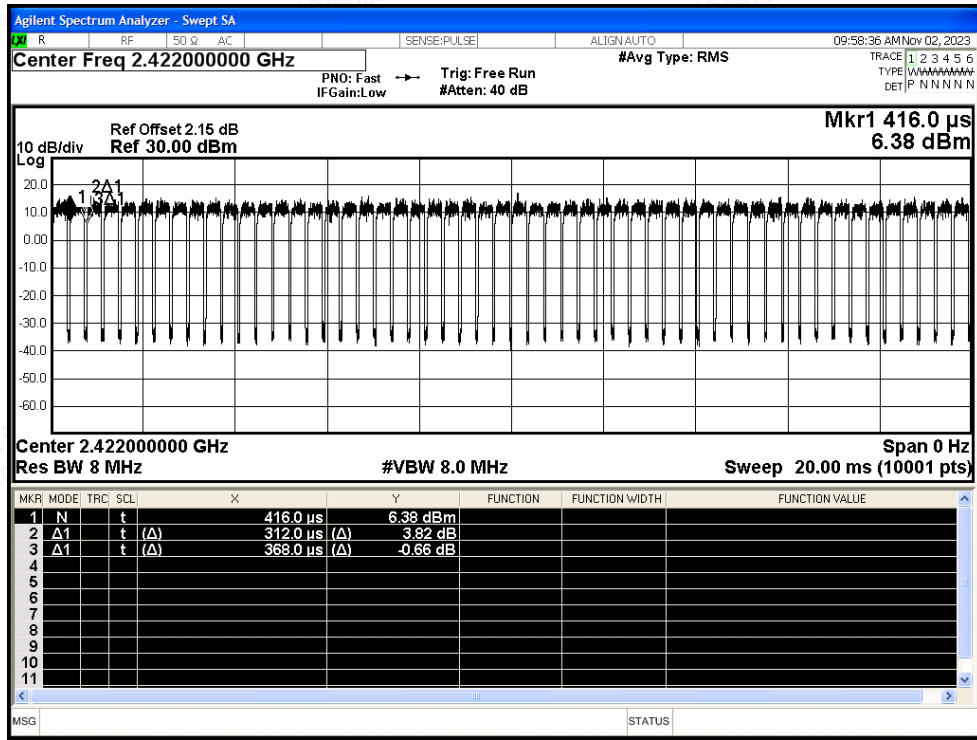 Agilent Spectrum Analyzer - Swept SA
LXI R RF 50 Ω AC SENSE:PULSE ALIGN AUTO 09:58:36 AM Nov 02, 2023
Center Freq 2.422000000 GHz #Avg Type: RMS TRACE 1 2 3 4 5 6
PNO: Fast Trig: Free Run TYPE
IFGain:Low #Atten: 40 dB DET P N N N N N
Mkr1 416.0 µs
Ref Offset 2.15 dB
10 dB/div Ref 30.00 dBm 6.38 dBm
Log
20.0
2Δ1
1 3Δ1
10.0
0.00
-10.0
-20.0
-30.0
-40.0
-50.0
-60.0
Center 2.422000000 GHz Span 0 Hz
Res BW 8 MHz #VBW 8.0 MHz Sweep 20.00 ms (10001 pts)
MKR MODE TRC SCL X Y FUNCTION FUNCTION WIDTH FUNCTION VALUE
1 N t 416.0 µs 6.38 dBm
2 Δ1 t (Δ) 312.0 µs (Δ) 3.82 dB
3 Δ1 t (Δ) 368.0 µs (Δ) -0.66 dB
4
5
6
7
8
9
10
11
MSG STATUS